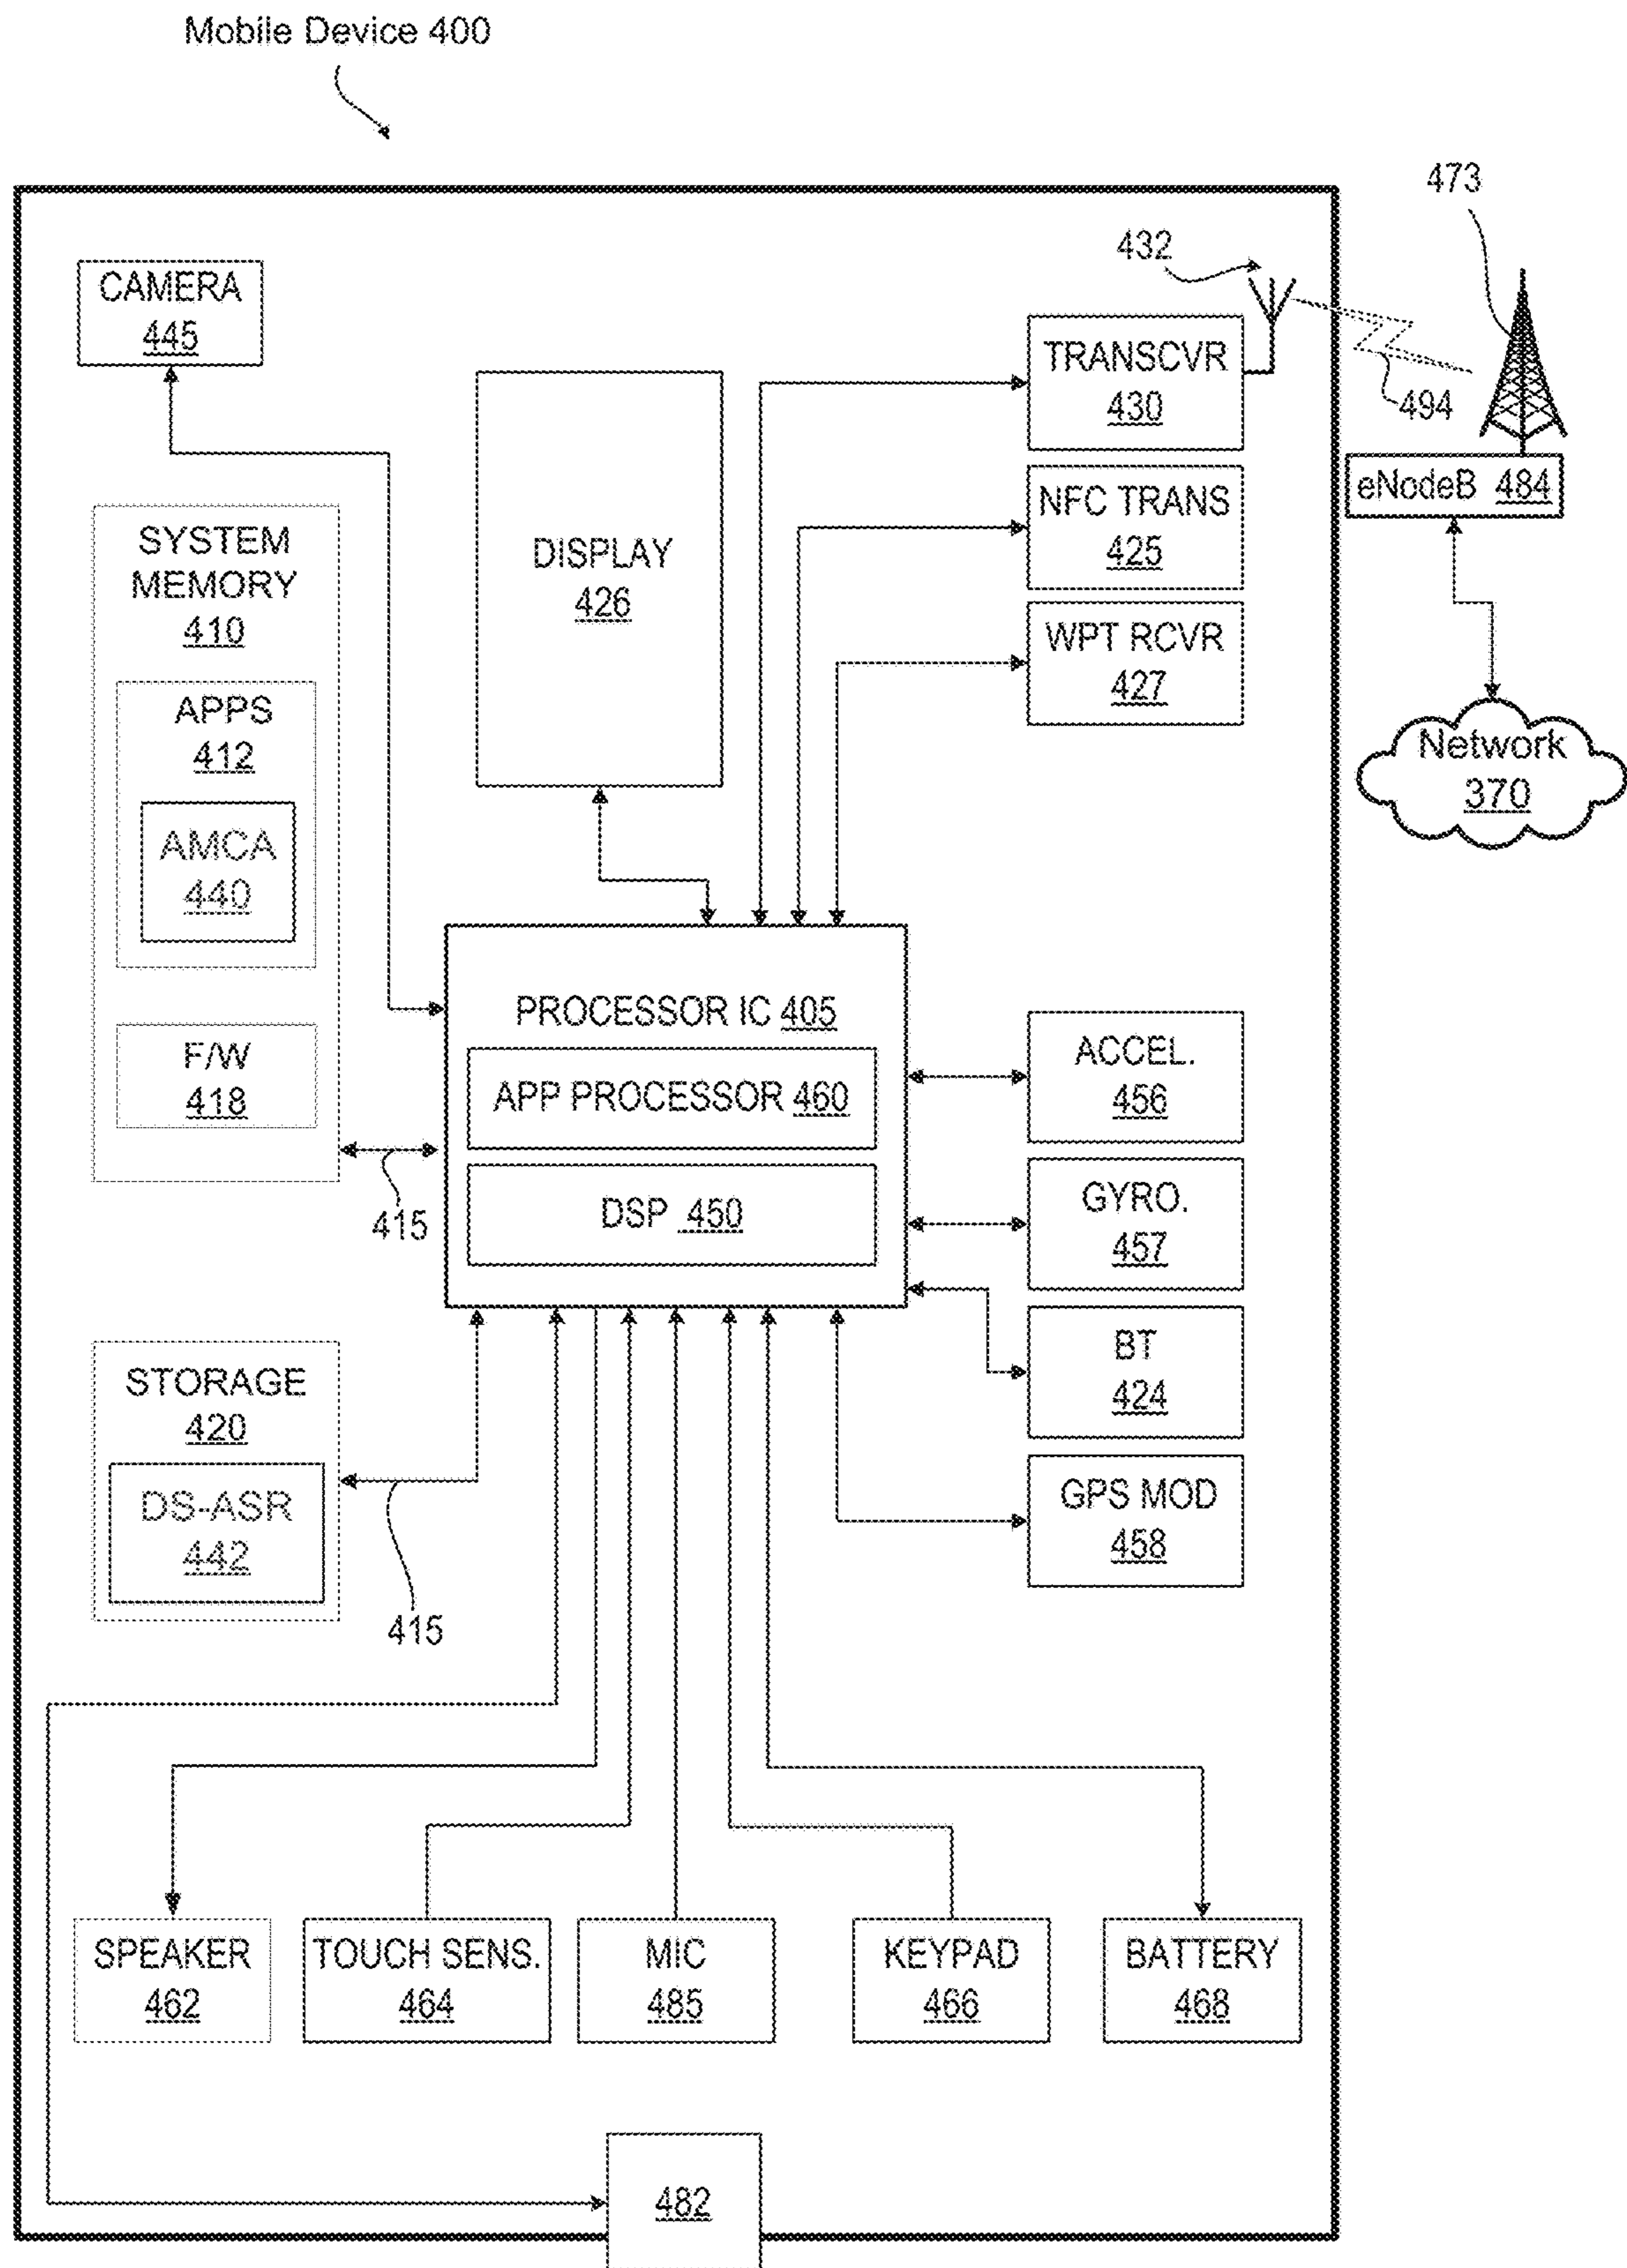 Mobile Device 400
473
432
CAMERA
445
TRANSCVR
430
494
eNodeB 484
NFC TRANS
425
DISPLAY
426
SYSTEM
MEMORY
410
WPT RCVR
427
APPS
412
Network
370
AMCA
440
PROCESSOR IC 405
F/W
418
APP PROCESSOR 460
ACCEL.
456
415
DSP 450
GYRO.
457
BT
424
STORAGE
420
DS-ASR
442
GPS MOD
458
415
SPEAKER
462
TOUCH SENS.
464
MIC
485
KEYPAD
466
BATTERY
468
482